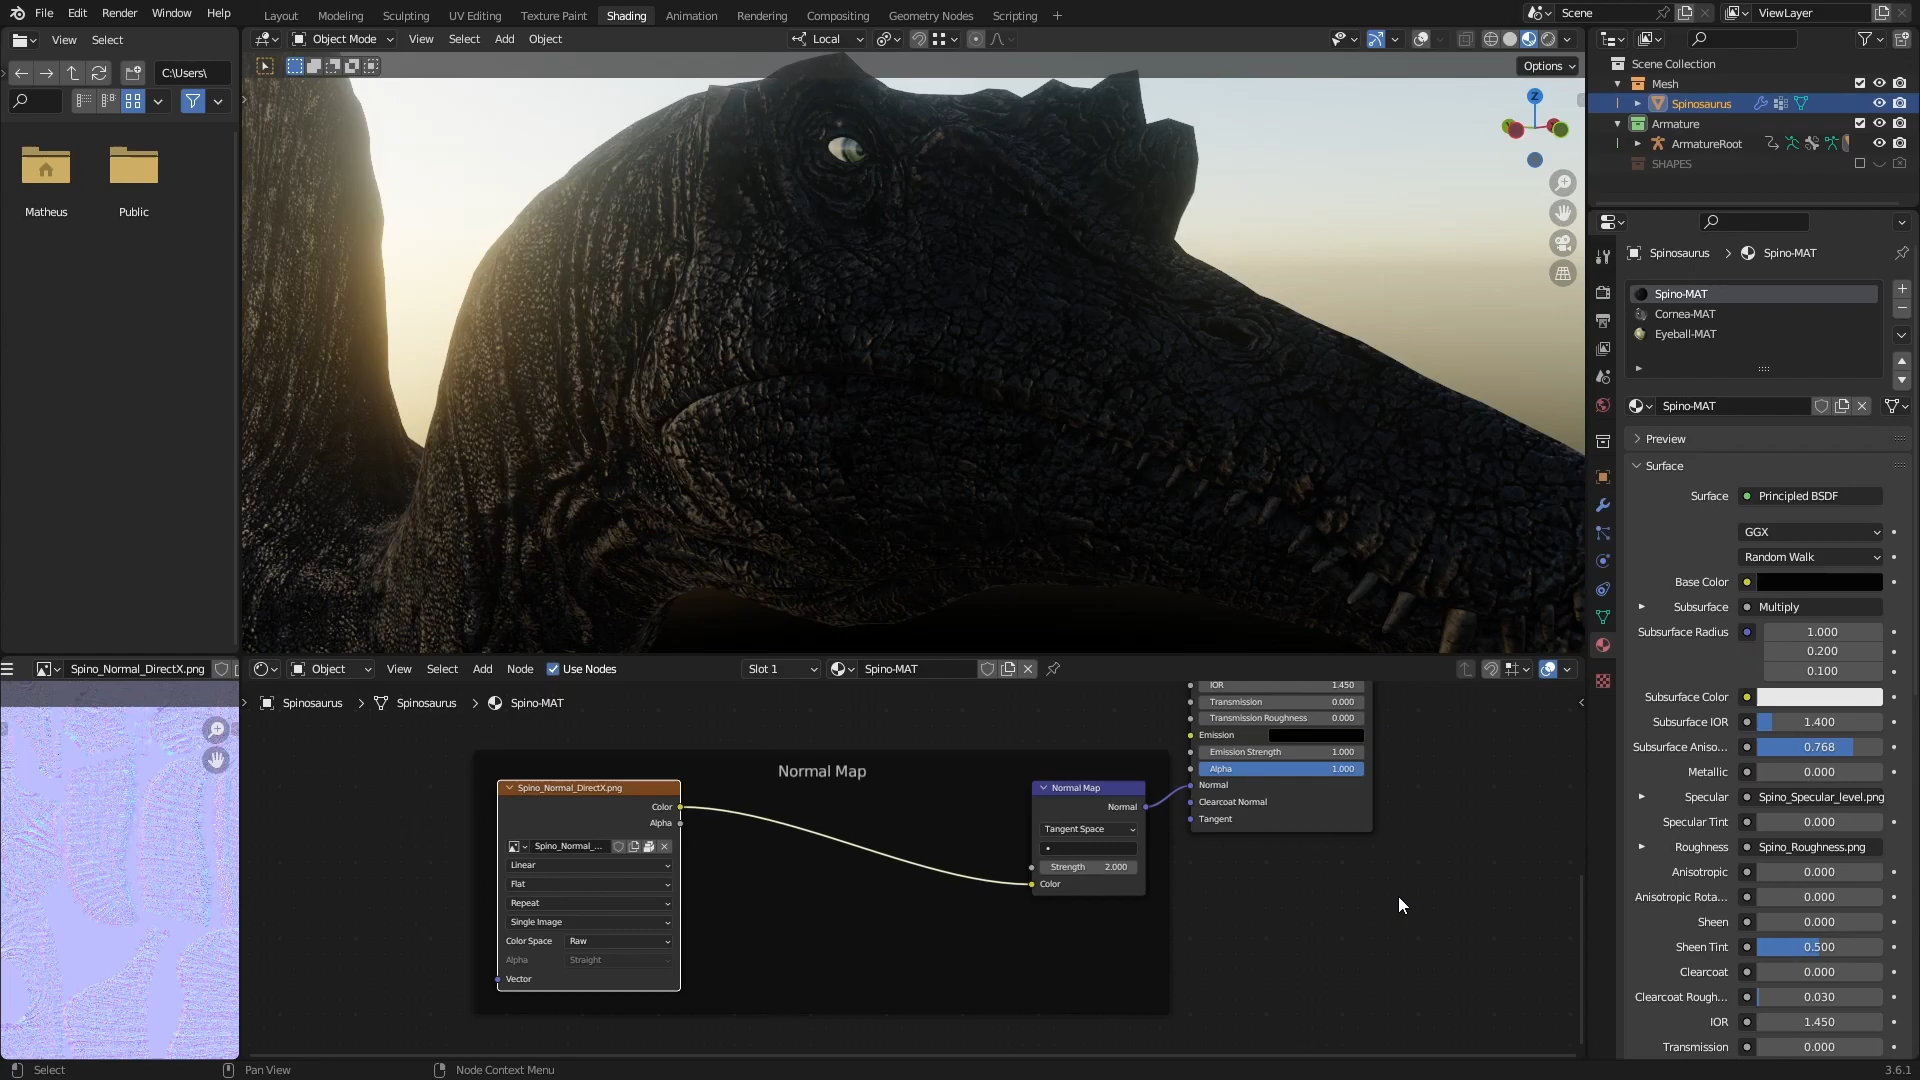 File Edit Render Window Help Layout Modeling Sculpting UV Editing Texture Paint Shading Animation Rendering Compositing Geometry Nodes Scripting + Scene ViewLayer
View Select Object Mode View Select Add Object Local
C:\Users\ Options
Matheus Public
Z
Scene Collection
Mesh
Spinosaurus
Armature
ArmatureRoot
SHAPES
Spinosaurus > Spino-MAT
Spino-MAT
Cornea-MAT
Eyeball-MAT
Spino-MAT
Preview
Surface
Surface Principled BSDF
GGX
Random Walk
Base Color
Subsurface Multiply
Subsurface Radius 1.000
0.200
0.100
Subsurface Color
Subsurface IOR 1.400
Subsurface Aniso... 0.768
Metallic 0.000
Specular Spino_Specular_level.png
Specular Tint 0.000
Roughness Spino_Roughness.png
Anisotropic 0.000
Anisotropic Rota... 0.000
Sheen 0.000
Sheen Tint 0.500
Clearcoat 0.000
Clearcoat Rough... 0.030
IOR 1.450
Transmission 0.000
Spino_Normal_DirectX.png Object View Select Add Node Use Nodes Slot 1 Spino-MAT
Spinosaurus > Spinosaurus > Spino-MAT
IOR 1.450
Transmission 0.000
Transmission Roughness 0.000
Emission
Emission Strength 1.000
Alpha 1.000
Normal
Clearcoat Normal
Tangent
Normal Map
Spino_Normal_DirectX.png
Color
Alpha
Spino_Normal_...
Linear
Flat
Repeat
Single Image
Color Space Raw
Alpha Straight
Vector
Normal Map
Normal
Tangent Space
Strength 2.000
Color
Select Pan View Node Context Menu 3.6.1